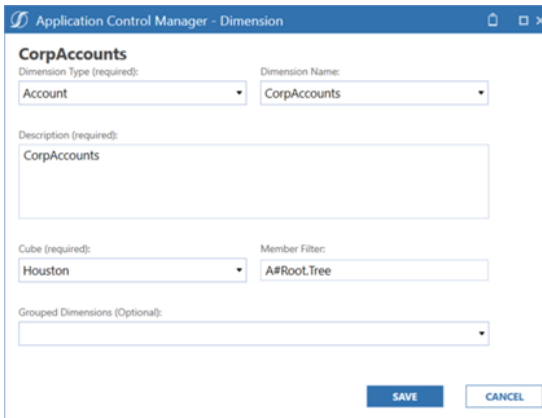 Application Control Manager - Dimension
CorpAccounts
Dimension Type (required): Dimension Name:
Account CorpAccounts
Description (required):
CorpAccounts
Cube (required): Member Filter:
Houston A#Root.Tree
Grouped Dimensions (Optional):
SAVE CANCEL